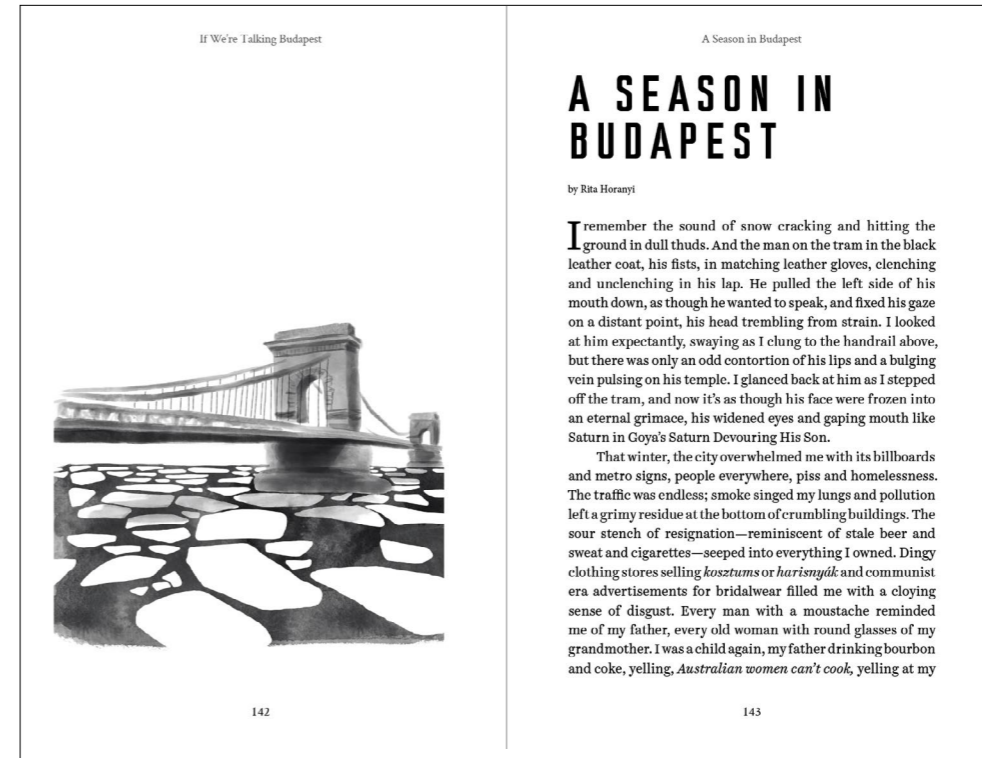 If We're Talking Budapest
142
A Season in Budapest
A SEASON IN
BUDAPEST
by Rita Horanyi
I remember the sound of snow cracking and hitting the
ground in dull thuds. And the man on the tram in the black
leather coat, his fists, in matching leather gloves, clenching
and unclenching in his lap. He pulled the left side of his
mouth down, as though he wanted to speak, and fixed his gaze
on a distant point, his head trembling from strain. I looked
at him expectantly, swaying as I clung to the handrail above,
but there was only an odd contortion of his lips and a bulging
vein pulsing on his temple. I glanced back at him as I stepped
off the tram, and now it's as though his face were frozen into
an eternal grimace, his widened eyes and gaping mouth like
Saturn in Goya's Saturn Devouring His Son.
That winter, the city overwhelmed me with its billboards
and metro signs, people everywhere, piss and homelessness.
The traffic was endless; smoke singed my lungs and pollution
left a grimy residue at the bottom of crumbling buildings. The
sour stench of resignation—reminiscent of stale beer and
sweat and cigarettes—seeped into everything I owned. Dingy
clothing stores selling kosztums or harisnyák and communist
era advertisements for bridalwear filled me with a cloying
sense of disgust. Every man with a moustache reminded
me of my father, every old woman with round glasses of my
grandmother. I was a child again, my father drinking bourbon
and coke, yelling, Australian women can't cook, yelling at my
143